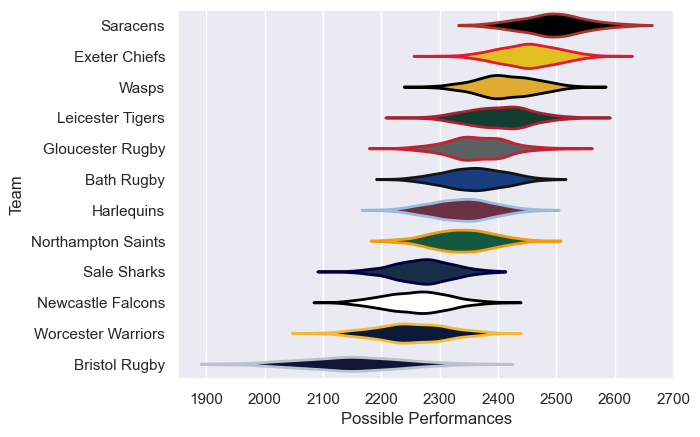 Saracens
Exeter Chiefs
Wasps
Leicester Tigers
Gloucester Rugby
Bath Rugby
Harlequins
Northampton Saints
Sale Sharks
Newcastle Falcons
Worcester Warriors
Bristol Rugby
Team
1900 2000 2100 2200 2300 2400 2500 2600 2700
Possible Performances